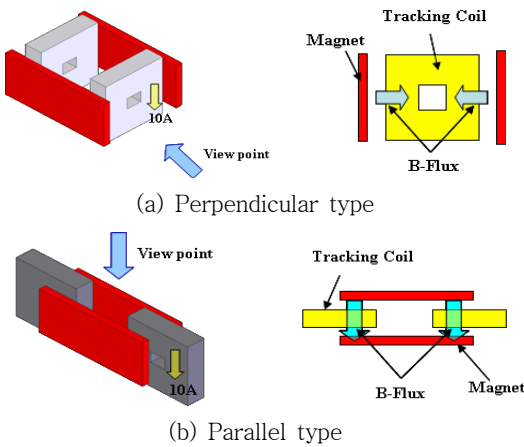 Tracking Coil
Magnet
10A
View point
B-Flux
(a) Perpendicular type
View point
Tracking Coil
10A
B-Flux
Magnet
(b) Parallel type